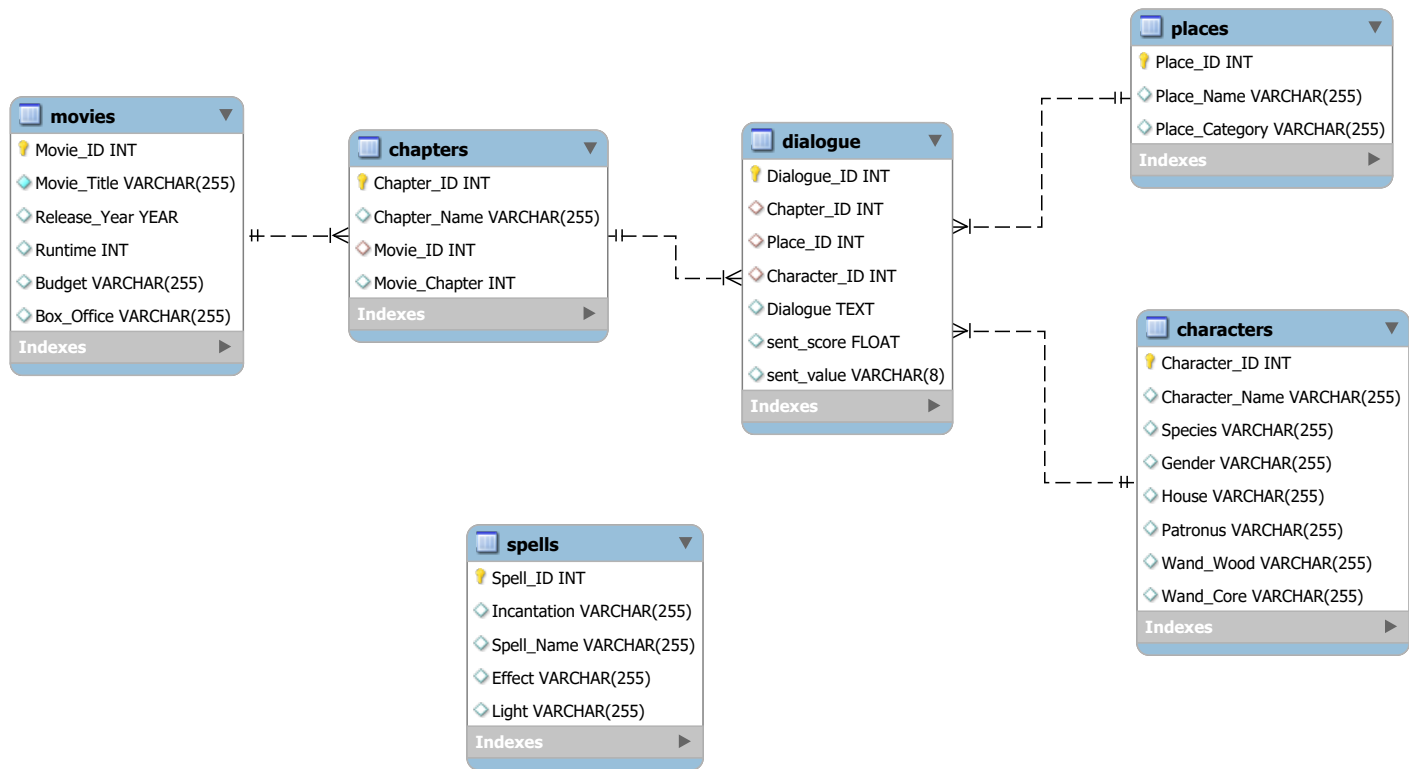 movies
Movie_ID INT
Movie_Title VARCHAR(255)
Release_Year YEAR
Runtime INT
Budget VARCHAR(255)
Box_Office VARCHAR(255)
Indexes
chapters
Chapter_ID INT
Chapter_Name VARCHAR(255)
Movie_ID INT
Movie_Chapter INT
Indexes
dialogue
Dialogue_ID INT
Chapter_ID INT
Place_ID INT
Character_ID INT
Dialogue TEXT
sent_score FLOAT
sent_value VARCHAR(8)
Indexes
places
Place_ID INT
Place_Name VARCHAR(255)
Place_Category VARCHAR(255)
Indexes
characters
Character_ID INT
Character_Name VARCHAR(255)
Species VARCHAR(255)
Gender VARCHAR(255)
House VARCHAR(255)
Patronus VARCHAR(255)
Wand_Wood VARCHAR(255)
Wand_Core VARCHAR(255)
Indexes
spells
Spell_ID INT
Incantation VARCHAR(255)
Spell_Name VARCHAR(255)
Effect VARCHAR(255)
Light VARCHAR(255)
Indexes